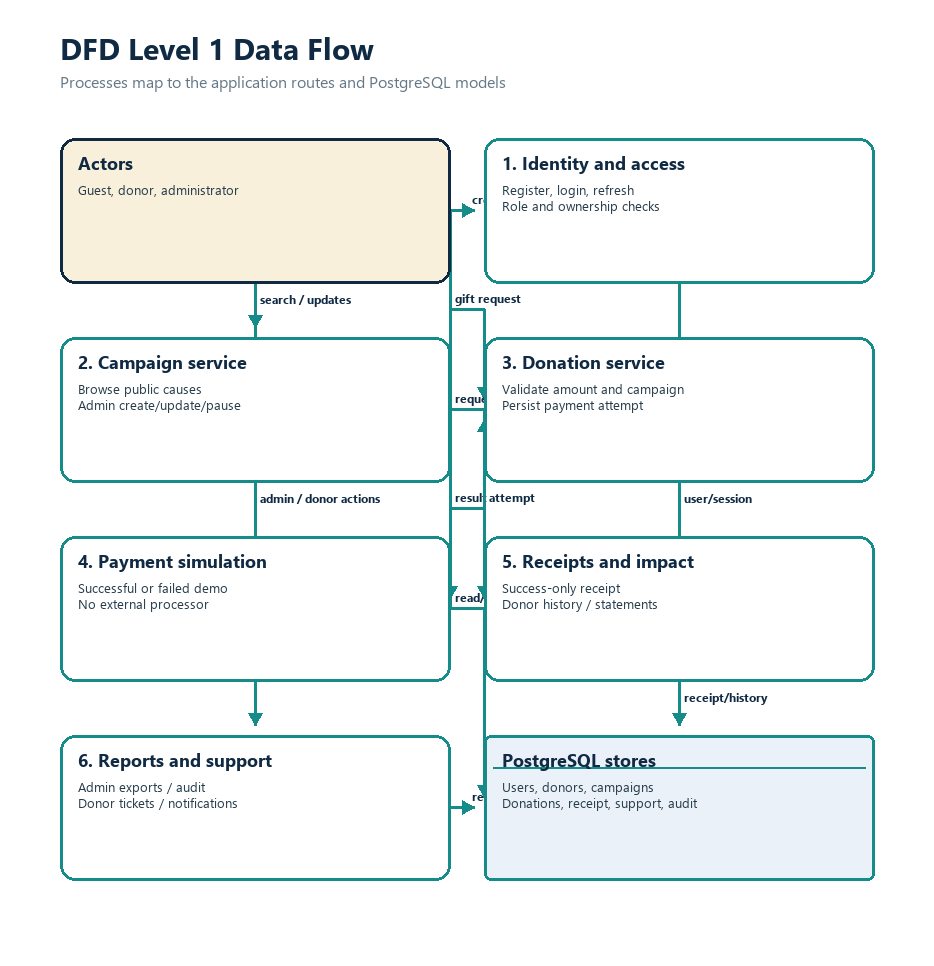 DFD Level 1 Data Flow
Processes map to the application routes and PostgreSQL models
Actors
Guest, donor, administrator
1. Identity and access
Register, login, refresh
Role and ownership checks
search / updates
gift request
2. Campaign service
Browse public causes
Admin create/update/pause
3. Donation service
Validate amount and campaign
Persist payment attempt
admin / donor actions
result attempt
user/session
4. Payment simulation
Successful or failed demo
No external processor
read/
5. Receipts and impact
Success-only receipt
Donor history / statements
receipt/history
6. Reports and support
Admin exports / audit
Donor tickets / notifications
PostgreSQL stores
Users, donors, campaigns
Donations, receipt, support, audit